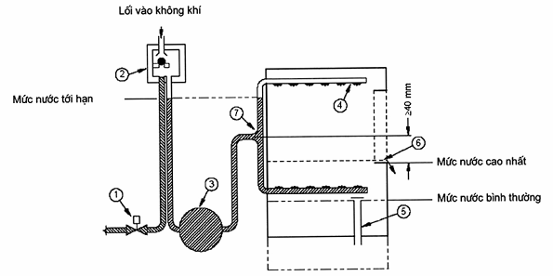 Lối vào không khí
2
Mức nước tới hạn
4
7
≥40 mm
6
Mức nước cao nhất
1
3
Mức nước bình thường
5